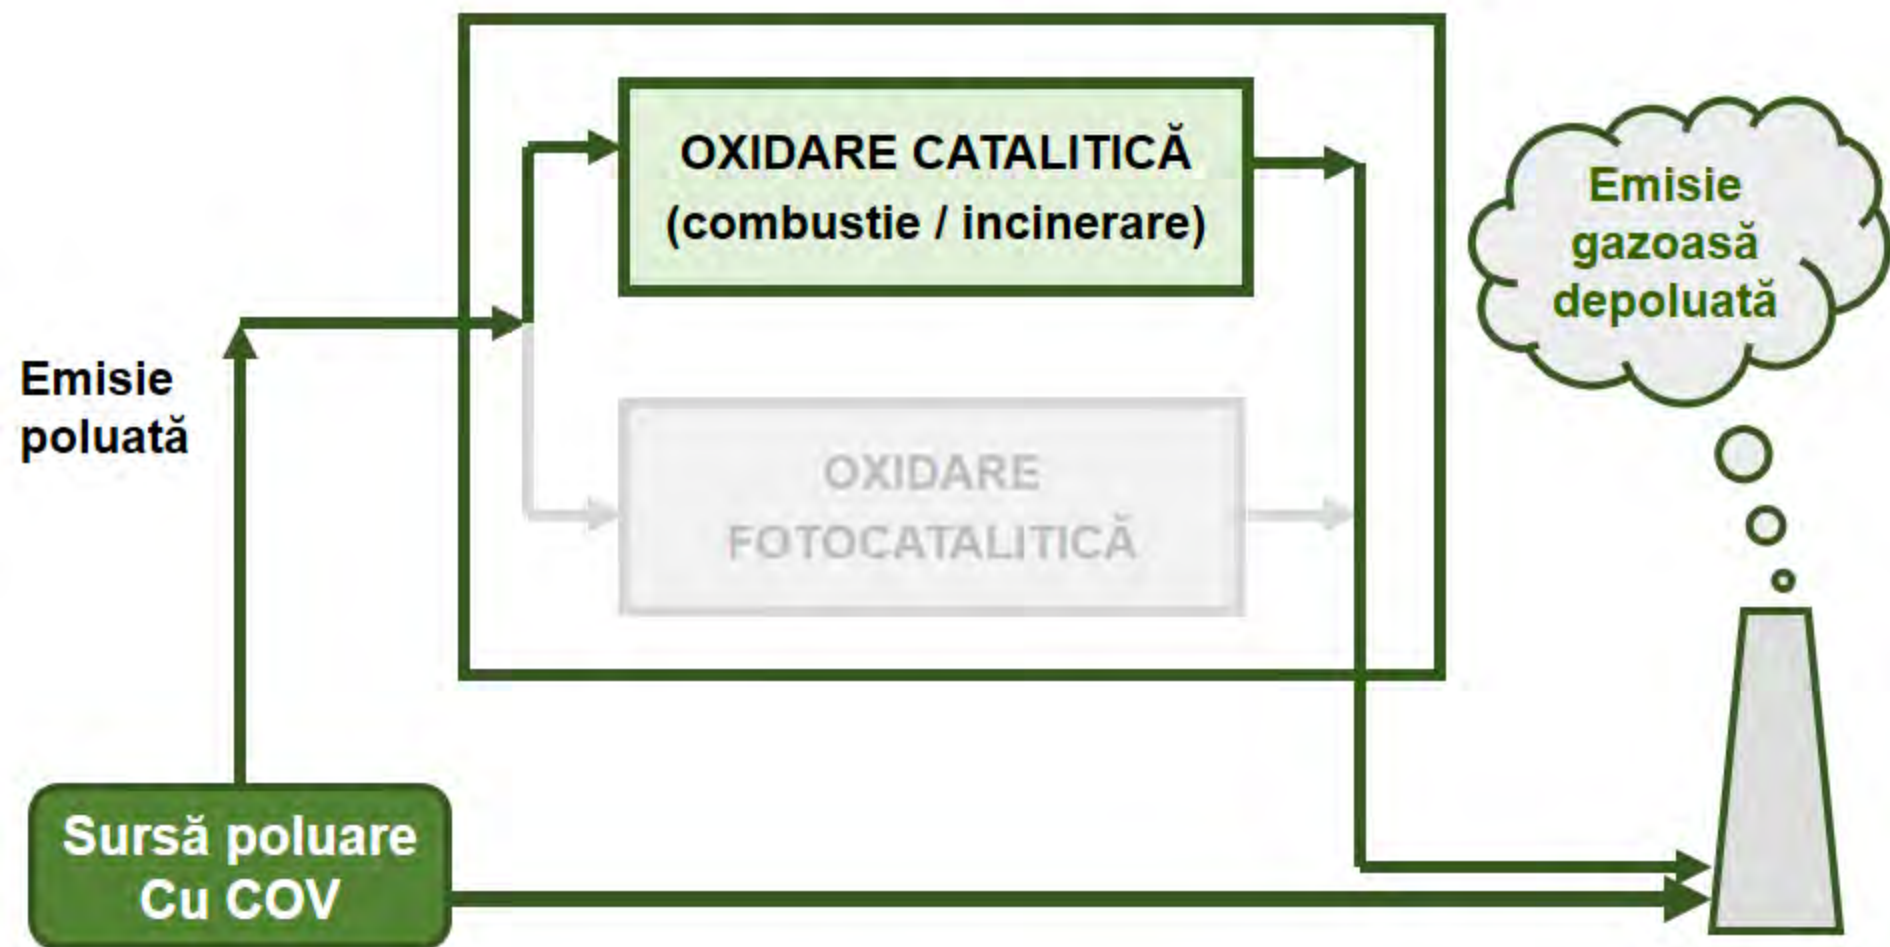 OXIDARE CATALITICĂ
(combustie / incinerare)
Emisie
gazoasă
depoluată
Emisie
poluată
OXIDARE
FOTOCATALITICĂ
Sursă poluare
Cu COV